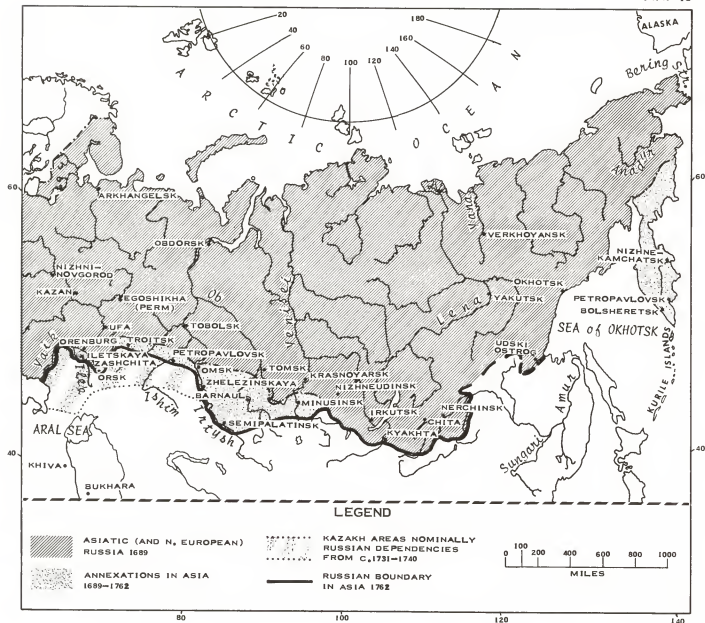 ALASKA
20
40
60
80
100
120
140
160
180
ARCTIC OCEAN
Bering
60
60
ARKHANGELSK
Anadyr
Yana
OBDORSK
VERKHOYANSK
NIZHNI-
NOVGOROD
NIZHNE-
KAMCHATSK
KAZAN
EGOSHIKHA
(PERM)
Ob
Yenisei
Lena
OKHOTSK
YAKUTSK
PETROPAVLOVSK
BOLSHERETSK
UFA
TOBOLSK
SEA of OKHOTSK
Yaik
ORENBURG
TROITSK
UDSKI
OSTROG
ILETSKAYA
ZASHCHITA
PETROPAVLOVSK
Ilek
ORSK
OMSK
TOMSK
KRASNOYARSK
KURILE ISLANDS
ZHELEZINSKAYA
NIZHNEUDINSK
Ishim
BARNAUL
MINUSINSK
NERCHINSK
Amur
Irtysh
IRKUTSK
CHITA
ARAL SEA
SEMIPALATINSK
KYAKHTA
Sungari
40
40
KHIVA
BUKHARA
LEGEND
ASIATIC (AND N. EUROPEAN)
RUSSIA 1689
KAZAKH AREAS NOMINALLY
RUSSIAN DEPENDENCIES
FROM C.1731-1740
ANNEXATIONS IN ASIA
1689-1762
RUSSIAN BOUNDARY
IN ASIA 1762
0 100 200 400 600 800 1000
MILES
80
100
120
140